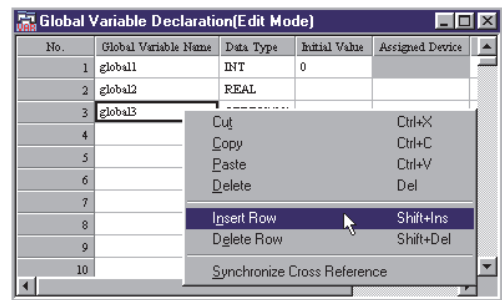 Global Variable Declaration(Edit Mode)
No. Global Variable Name Data Type Initial Value Assigned Device
1 global1 INT 0
2 global2 REAL
3 global3
4
5
6
7
8
9
10
Cut Ctrl+X
Copy Ctrl+C
Paste Ctrl+V
Delete Del
Insert Row Shift+Ins
Delete Row Shift+Del
Synchronize Cross Reference